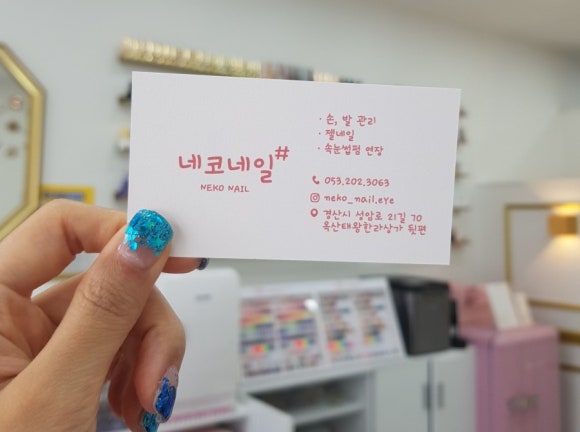 네코네일#
NEKO NAIL
· 손, 발 관리
· 젤네일
· 속눈썹펌 연장
053.202.3063
neko_nail.eye
경산시 성암로 21길 70
옥산태왕한라상가 뒷편